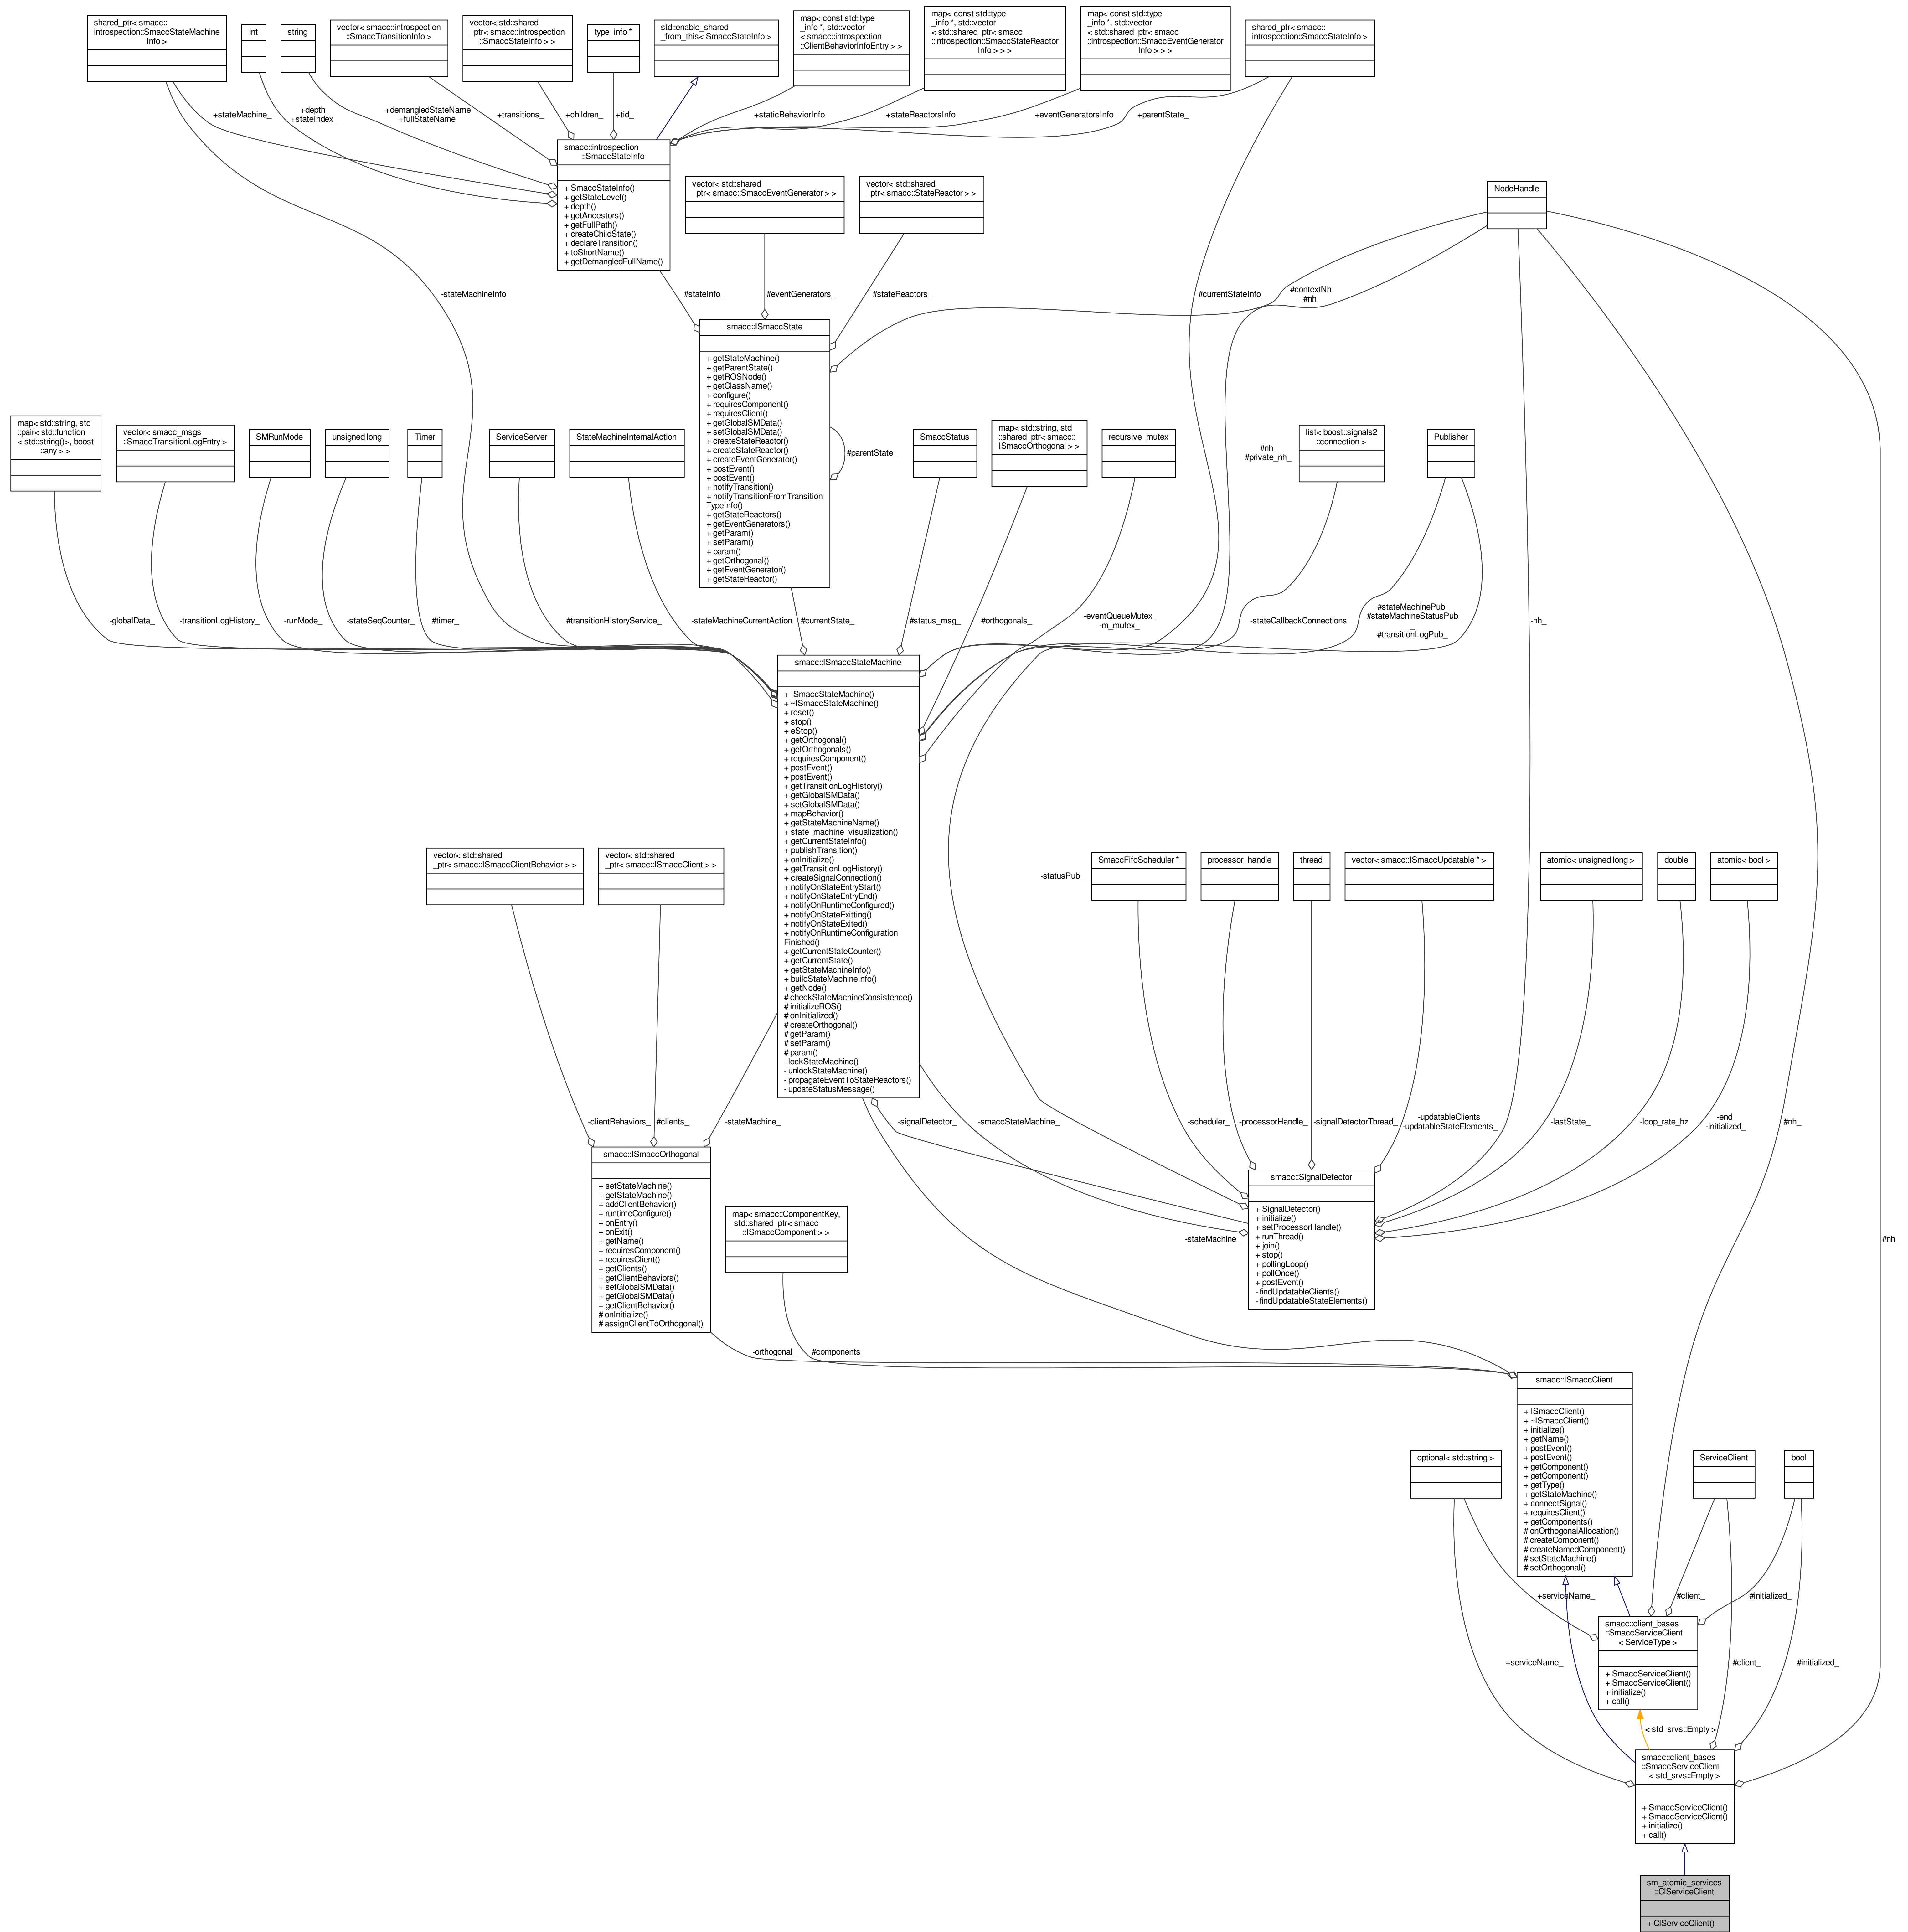 shared_ptr< smacc::
introspection::SmaccStateMachine
Info >
int
string
vector< smacc::introspection
::SmaccTransitionInfo >
vector< std::shared
_ptr< smacc::introspection
::SmaccStateInfo > >
type_info *
std::enable_shared
_from_this< SmaccStateInfo >
map< const std::type
_info *, std::vector
< smacc::introspection
::ClientBehaviorInfoEntry > >
map< const std::type
_info *, std::vector
< std::shared_ptr< smacc
::introspection::SmaccStateReactor
Info > > >
map< const std::type
_info *, std::vector
< std::shared_ptr< smacc
::introspection::SmaccEventGenerator
Info > > >
shared_ptr< smacc::
introspection::SmaccStateInfo >
+stateMachine_
+depth_
+stateIndex_
+demangledStateName
+fullStateName
+transitions_
+children_
+tid_
+staticBehaviorInfo
+stateReactorsInfo
+eventGeneratorsInfo
+parentState_
smacc::introspection
::SmaccStateInfo
+ SmaccStateInfo()
+ getStateLevel()
+ depth()
+ getAncestors()
+ getFullPath()
+ createChildState()
+ declareTransition()
+ toShortName()
+ getDemangledFullName()
vector< std::shared
_ptr< smacc::SmaccEventGenerator > >
vector< std::shared
_ptr< smacc::StateReactor > >
NodeHandle
-stateMachineInfo_
#stateInfo_
#eventGenerators_
#stateReactors_
#currentStateInfo_
#contextNh
#nh
smacc::ISmaccState
+ getStateMachine()
+ getParentState()
+ getROSNode()
+ getClassName()
+ configure()
+ requiresComponent()
+ requiresClient()
+ getGlobalSMData()
+ setGlobalSMData()
+ createStateReactor()
+ createStateReactor()
+ createEventGenerator()
+ postEvent()
+ postEvent()
+ notifyTransition()
+ notifyTransitionFromTransition
TypeInfo()
+ getStateReactors()
+ getEventGenerators()
+ getParam()
+ setParam()
+ param()
+ getOrthogonal()
+ getEventGenerator()
+ getStateReactor()
#parentState_
map< std::string, std
::pair< std::function
< std::string()>, boost
::any > >
vector< smacc_msgs
::SmaccTransitionLogEntry >
SMRunMode
unsigned long
Timer
ServiceServer
StateMachineInternalAction
SmaccStatus
map< std::string, std
::shared_ptr< smacc::
ISmaccOrthogonal > >
recursive_mutex
#nh_
#private_nh_
list< boost::signals2
::connection >
Publisher
-globalData_
-transitionLogHistory_
-runMode_
-stateSeqCounter_
#timer_
#transitionHistoryService_
-stateMachineCurrentAction
#currentState_
#status_msg_
#orthogonals_
-eventQueueMutex_
-m_mutex_
-stateCallbackConnections
#stateMachinePub_
#stateMachineStatusPub
_
#transitionLogPub_
-nh_
smacc::ISmaccStateMachine
+ ISmaccStateMachine()
+ ~ISmaccStateMachine()
+ reset()
+ stop()
+ eStop()
+ getOrthogonal()
+ getOrthogonals()
+ requiresComponent()
+ postEvent()
+ postEvent()
+ getTransitionLogHistory()
+ getGlobalSMData()
+ setGlobalSMData()
+ mapBehavior()
+ getStateMachineName()
+ state_machine_visualization()
+ getCurrentStateInfo()
+ publishTransition()
+ onInitialize()
+ getTransitionLogHistory()
+ createSignalConnection()
+ notifyOnStateEntryStart()
+ notifyOnStateEntryEnd()
+ notifyOnRuntimeConfigured()
+ notifyOnStateExitting()
+ notifyOnStateExited()
+ notifyOnRuntimeConfiguration
Finished()
+ getCurrentStateCounter()
+ getCurrentState()
+ getStateMachineInfo()
+ buildStateMachineInfo()
+ getNode()
# checkStateMachineConsistence()
# initializeROS()
# onInitialized()
# createOrthogonal()
# getParam()
# setParam()
# param()
- lockStateMachine()
- unlockStateMachine()
- propagateEventToStateReactors()
- updateStatusMessage()
vector< std::shared
_ptr< smacc::ISmaccClientBehavior > >
vector< std::shared
_ptr< smacc::ISmaccClient > >
-statusPub_
SmaccFifoScheduler *
processor_handle
thread
vector< smacc::ISmaccUpdatable * >
atomic< unsigned long >
double
atomic< bool >
-clientBehaviors_
#clients_
-stateMachine_
-signalDetector_
-smaccStateMachine_
-scheduler_
-processorHandle_
-signalDetectorThread_
-updatableClients_
-updatableStateElements_
-lastState_
-loop_rate_hz
-end_
-initialized_
#nh_
smacc::ISmaccOrthogonal
+ setStateMachine()
+ getStateMachine()
+ addClientBehavior()
+ runtimeConfigure()
+ onEntry()
+ onExit()
+ getName()
+ requiresComponent()
+ requiresClient()
+ getClients()
+ getClientBehaviors()
+ setGlobalSMData()
+ getGlobalSMData()
+ getClientBehavior()
# onInitialize()
# assignClientToOrthogonal()
map< smacc::ComponentKey,
std::shared_ptr< smacc
::ISmaccComponent > >
smacc::SignalDetector
+ SignalDetector()
+ initialize()
+ setProcessorHandle()
+ runThread()
+ join()
+ stop()
+ pollingLoop()
+ pollOnce()
+ postEvent()
- findUpdatableClients()
- findUpdatableStateElements()
-stateMachine_
#nh_
-orthogonal_
#components_
smacc::ISmaccClient
+ ISmaccClient()
+ ~ISmaccClient()
+ initialize()
+ getName()
+ postEvent()
+ postEvent()
+ getComponent()
+ getComponent()
+ getType()
+ getStateMachine()
+ connectSignal()
+ requiresClient()
+ getComponents()
# onOrthogonalAllocation()
# createComponent()
# createNamedComponent()
# setStateMachine()
# setOrthogonal()
optional< std::string >
ServiceClient
bool
+serviceName_
#client_
#initialized_
smacc::client_bases
::SmaccServiceClient
< ServiceType >
+ SmaccServiceClient()
+ SmaccServiceClient()
+ initialize()
+ call()
+serviceName_
#client_
#initialized_
< std_srvs::Empty >
smacc::client_bases
::SmaccServiceClient
< std_srvs::Empty >
+ SmaccServiceClient()
+ SmaccServiceClient()
+ initialize()
+ call()
sm_atomic_services
::ClServiceClient
+ ClServiceClient()